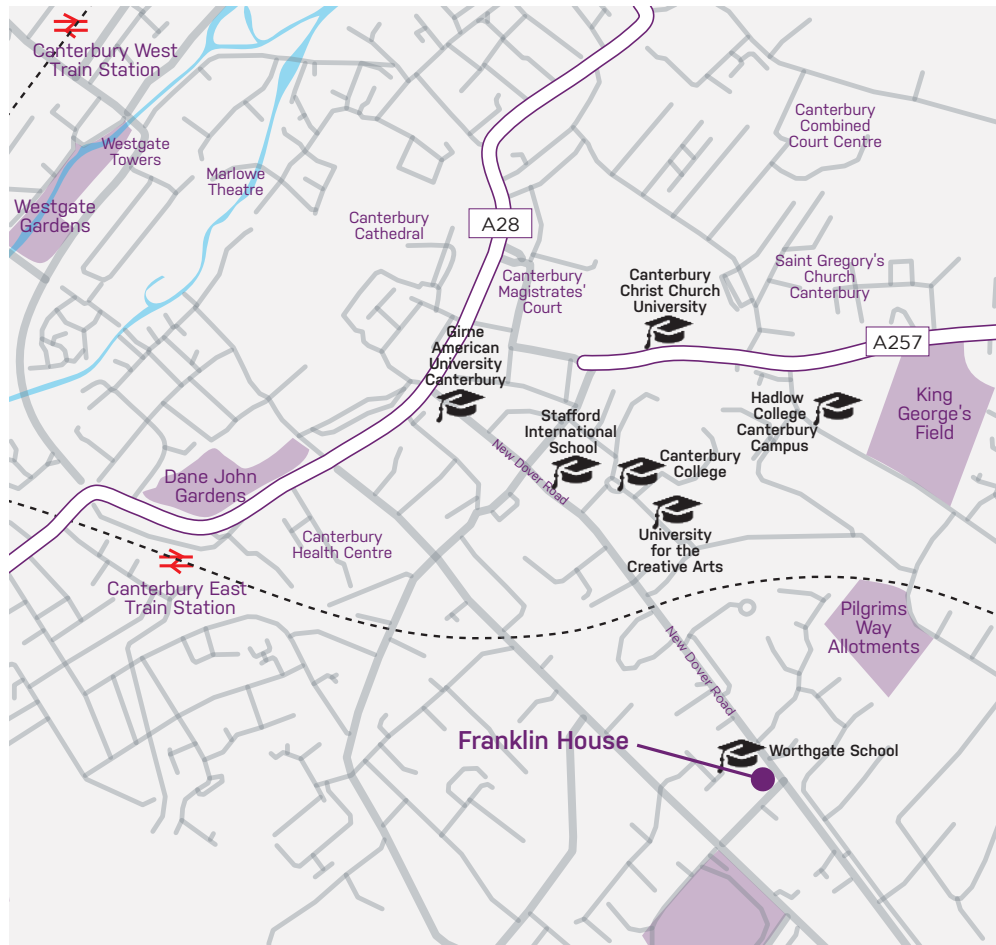 Canterbury West
Train Station
Westgate
Towers
Marlowe
Theatre
Westgate
Gardens
Canterbury
Cathedral
A28
Canterbury
Combined
Court Centre
Canterbury
Magistrates'
Court
Canterbury
Christ Church
University
Saint Gregory's
Church
Canterbury
A257
Girne
American
University
Canterbury
Stafford
International
School
Hadlow
College
Canterbury
Campus
King
George's
Field
New Dover Road
Canterbury
College
Dane John
Gardens
Canterbury
Health Centre
University
for the
Creative Arts
Canterbury East
Train Station
Pilgrims
Way
Allotments
New Dover Road
Franklin House
Worthgate School